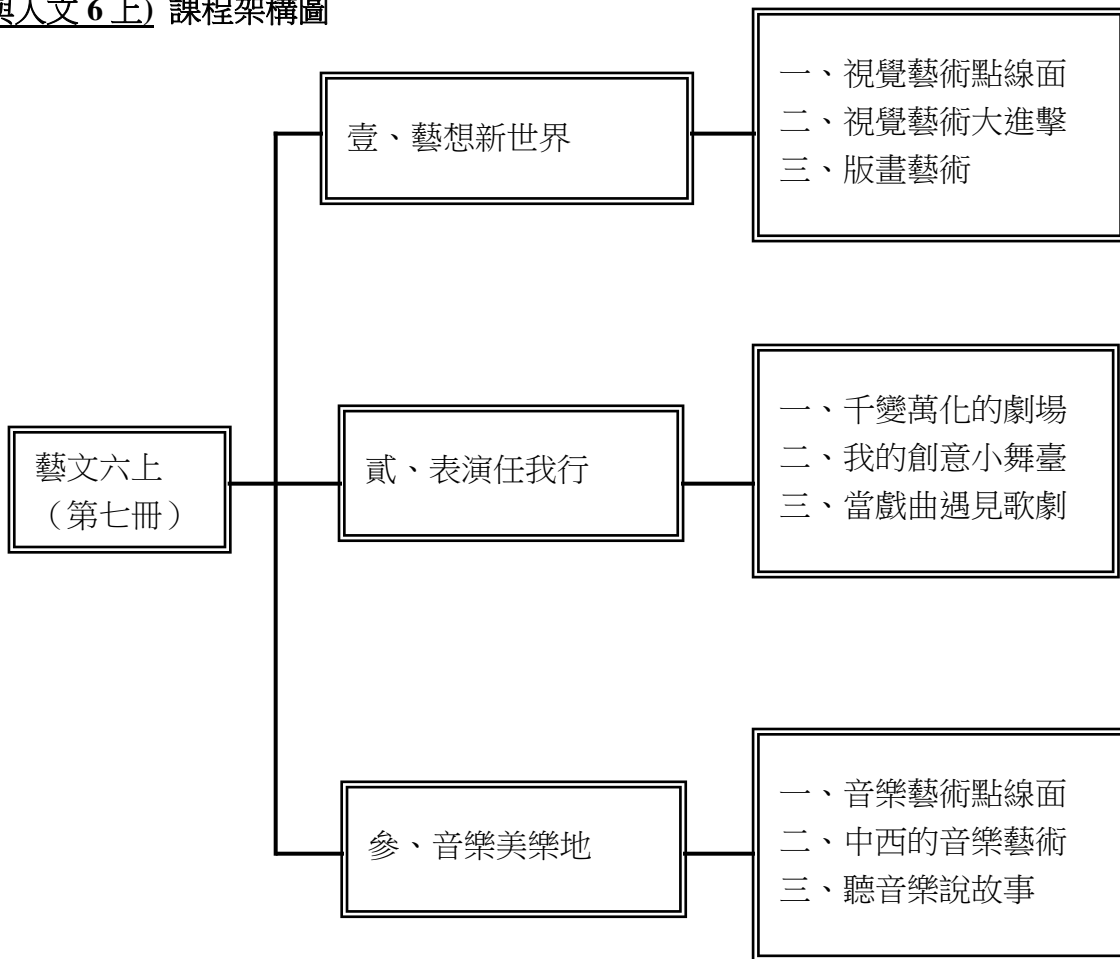 與人文 6 上) 課程架構圖
藝文六上
（第七冊）
壹、藝想新世界
一、視覺藝術點線面
二、視覺藝術大進擊
三、版畫藝術
貳、表演任我行
一、千變萬化的劇場
二、我的創意小舞臺
三、當戲曲遇見歌劇
參、音樂美樂地
一、音樂藝術點線面
二、中西的音樂藝術
三、聽音樂說故事